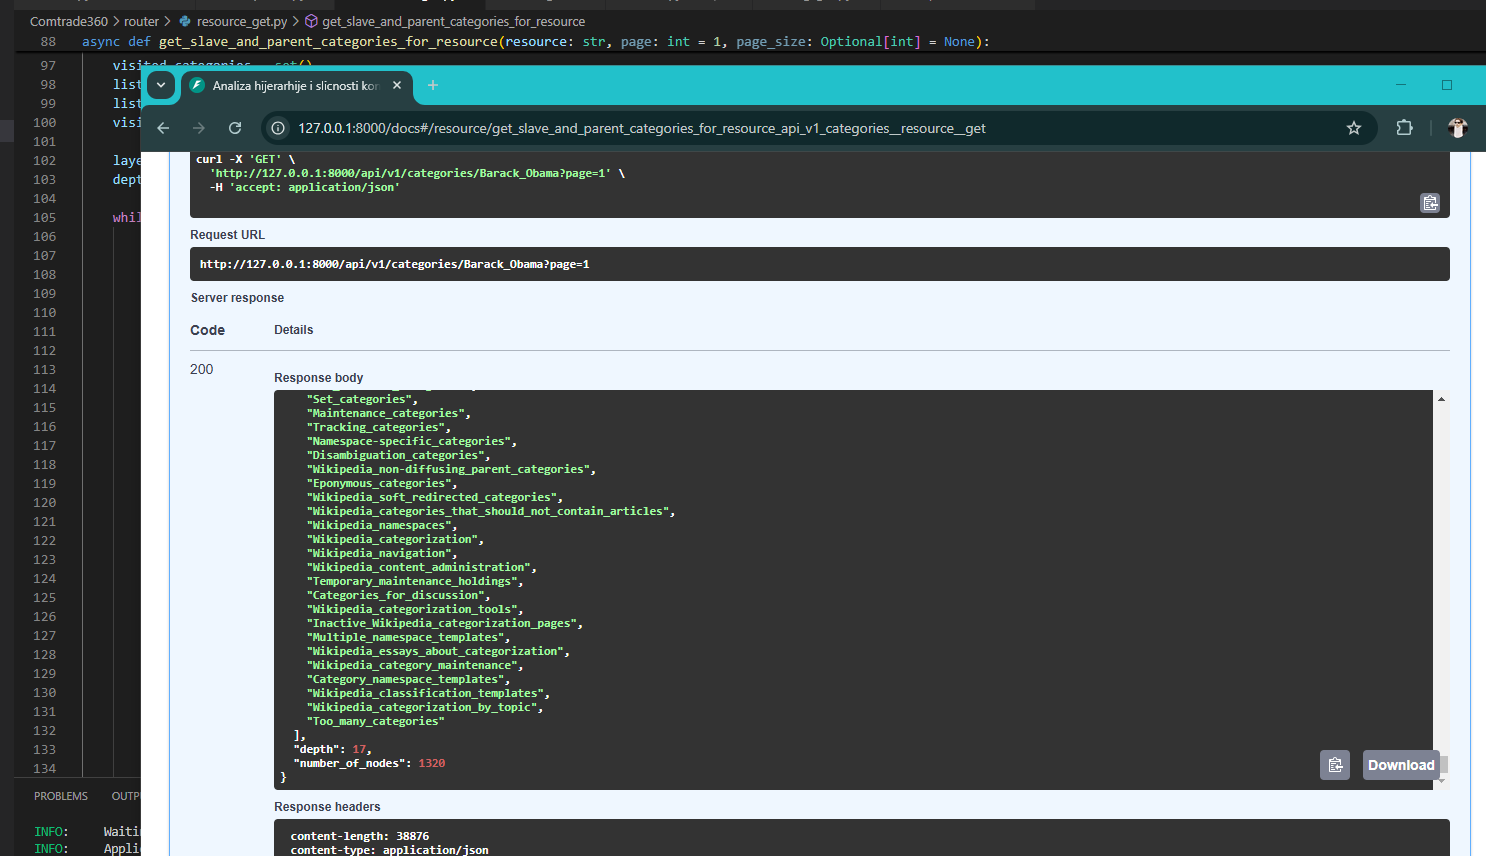 Comtrade360 > router > resource_get.py > get_slave_and_parent_categories_for_resource
88 async def get_slave_and_parent_categories_for_resource(resource: str, page: int = 1, page_size: Optional[int] = None):
97
98 list
99 list
100 visi
101
102 laye
103 dept
104
105 whil
106
107
108
109
110
111
112
113
114
115
116
117
118
119
120
121
122
123
124
125
126
127
128
129
130
131
132
133
134
PROBLEMS OUTPU
INFO: Waitin
INFO: Appli
Analiza hijerarhije i slicnosti kon
127.0.0.1:8000/docs#/resource/get_slave_and_parent_categories_for_resource_api_v1_categories__resource__get
curl -X 'GET' \
'http://127.0.0.1:8000/api/v1/categories/Barack_Obama?page=1' \
-H 'accept: application/json'
Request URL
http://127.0.0.1:8000/api/v1/categories/Barack_Obama?page=1
Server response
Code Details
200
Response body
"Set_categories",
"Maintenance_categories",
"Tracking_categories",
"Namespace-specific_categories",
"Disambiguation_categories",
"Wikipedia_non-diffusing_parent_categories",
"Eponymous_categories",
"Wikipedia_soft_redirected_categories",
"Wikipedia_categories_that_should_not_contain_articles",
"Wikipedia_namespaces",
"Wikipedia_categorization",
"Wikipedia_navigation",
"Wikipedia_content_administration",
"Temporary_maintenance_holdings",
"Categories_for_discussion",
"Wikipedia_categorization_tools",
"Inactive_Wikipedia_categorization_pages",
"Multiple_namespace_templates",
"Wikipedia_essays_about_categorization",
"Wikipedia_category_maintenance",
"Category_namespace_templates",
"Wikipedia_classification_templates",
"Wikipedia_categorization_by_topic",
"Too_many_categories"
],
"depth": 17,
"number_of_nodes": 1320
}
Download
Response headers
content-length: 38876
content-type: application/json